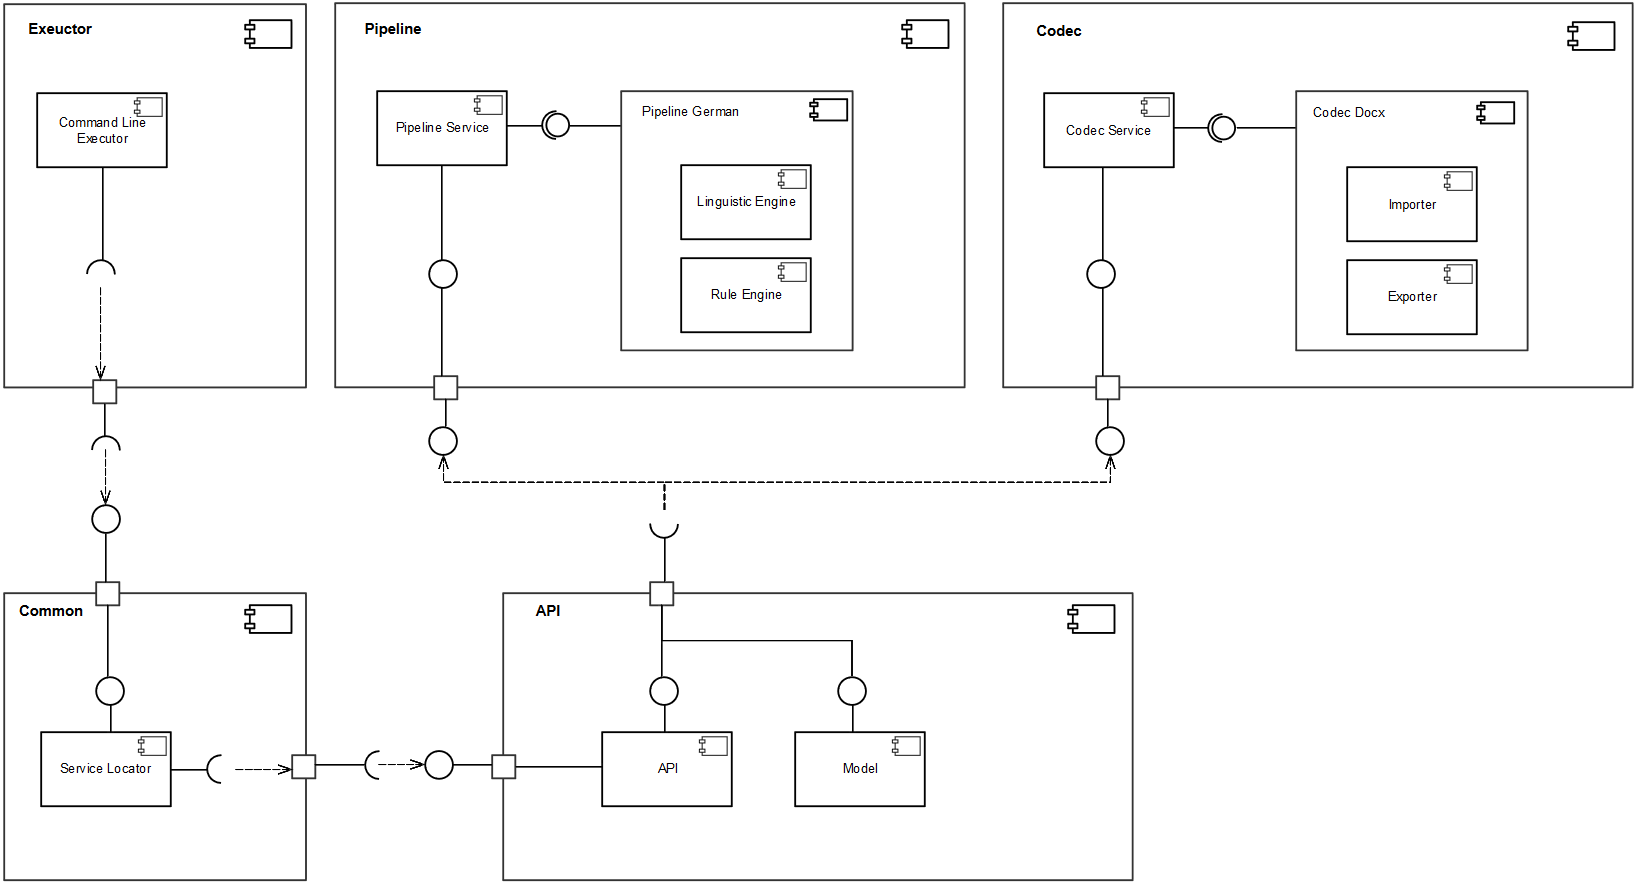 Exeuctor
Command Line
Executor
Pipeline
Pipeline Service
Pipeline German
Linguistic Engine
Rule Engine
Codec
Codec Service
Codec Docx
Importer
Exporter
Common
Service Locator
API
API
Model